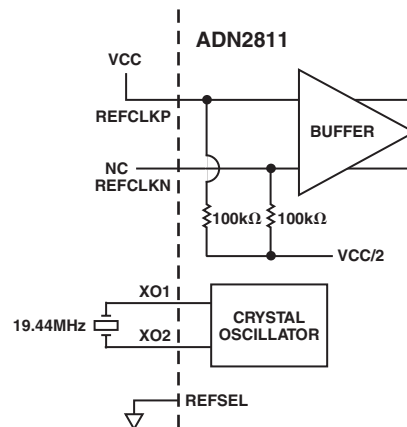 ADN2811
VCC
REFCLKP
BUFFER
NC
REFCLKN
100kΩ 100kΩ
VCC/2
XO1
19.44MHz
XO2
CRYSTAL
OSCILLATOR
REFSEL